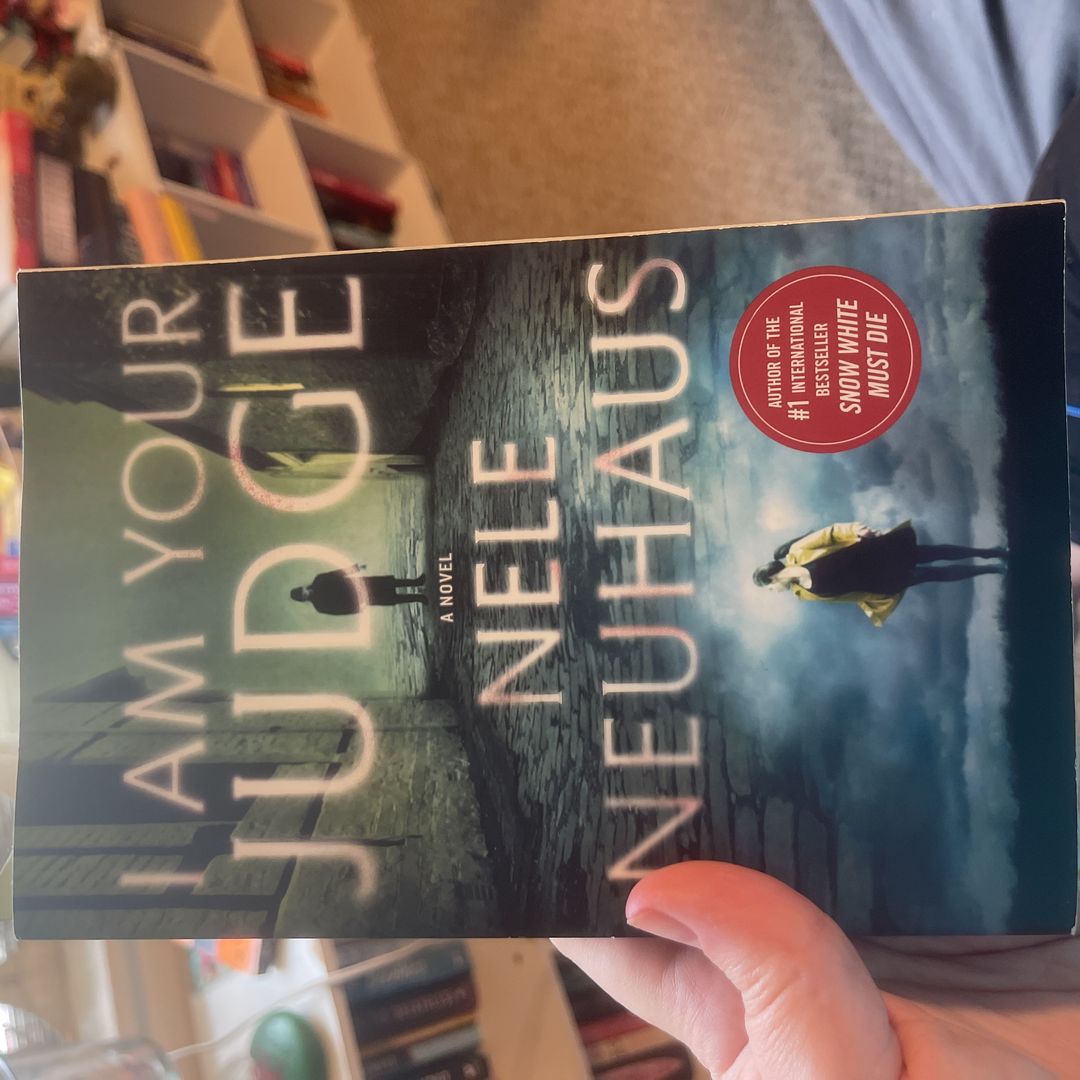 I AM YOUR
JUDGE
A NOVEL
NELE
NEUHAUS
AUTHOR OF THE
#1 INTERNATIONAL
BESTSELLER
SNOW WHITE
MUST DIE